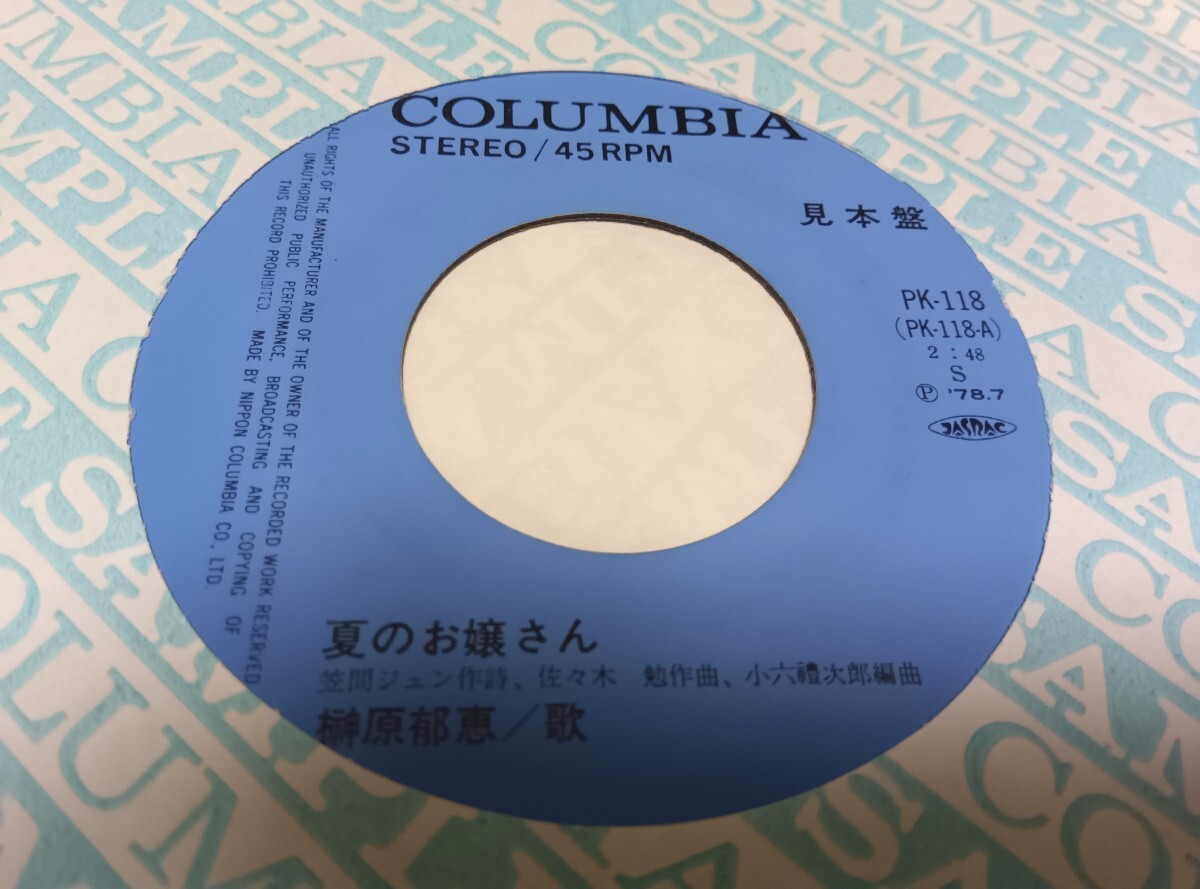 COLUMBIA
STEREO / 45 RPM
見本盤
PK-118
(PK-118-A)
2 : 48
S
Ⓟ '78.7
JASRAC
ALL RIGHTS OF THE MANUFACTURER AND OF THE OWNER OF THE RECORDED WORK RESERVED
UNAUTHORIZED PUBLIC PERFORMANCE, BROADCASTING AND COPYING OF
THIS RECORD PROHIBITED. MADE BY NIPPON COLUMBIA CO., LTD.
夏のお嬢さん
笠間ジュン作詩、佐々木 勉作曲、小六禮次郎編曲
榊原郁恵/歌